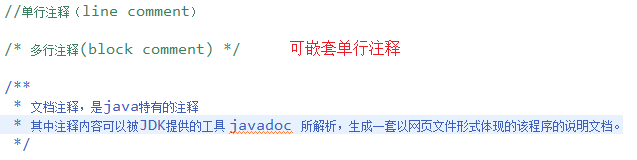 //单行注释（line comment）
/* 多行注释(block comment) */ 可嵌套单行注释
/**
* 文档注释，是java特有的注释
* 其中注释内容可以被JDK提供的工具 javadoc 所解析，生成一套以网页文件形式体现的该程序的说明文档。
*/